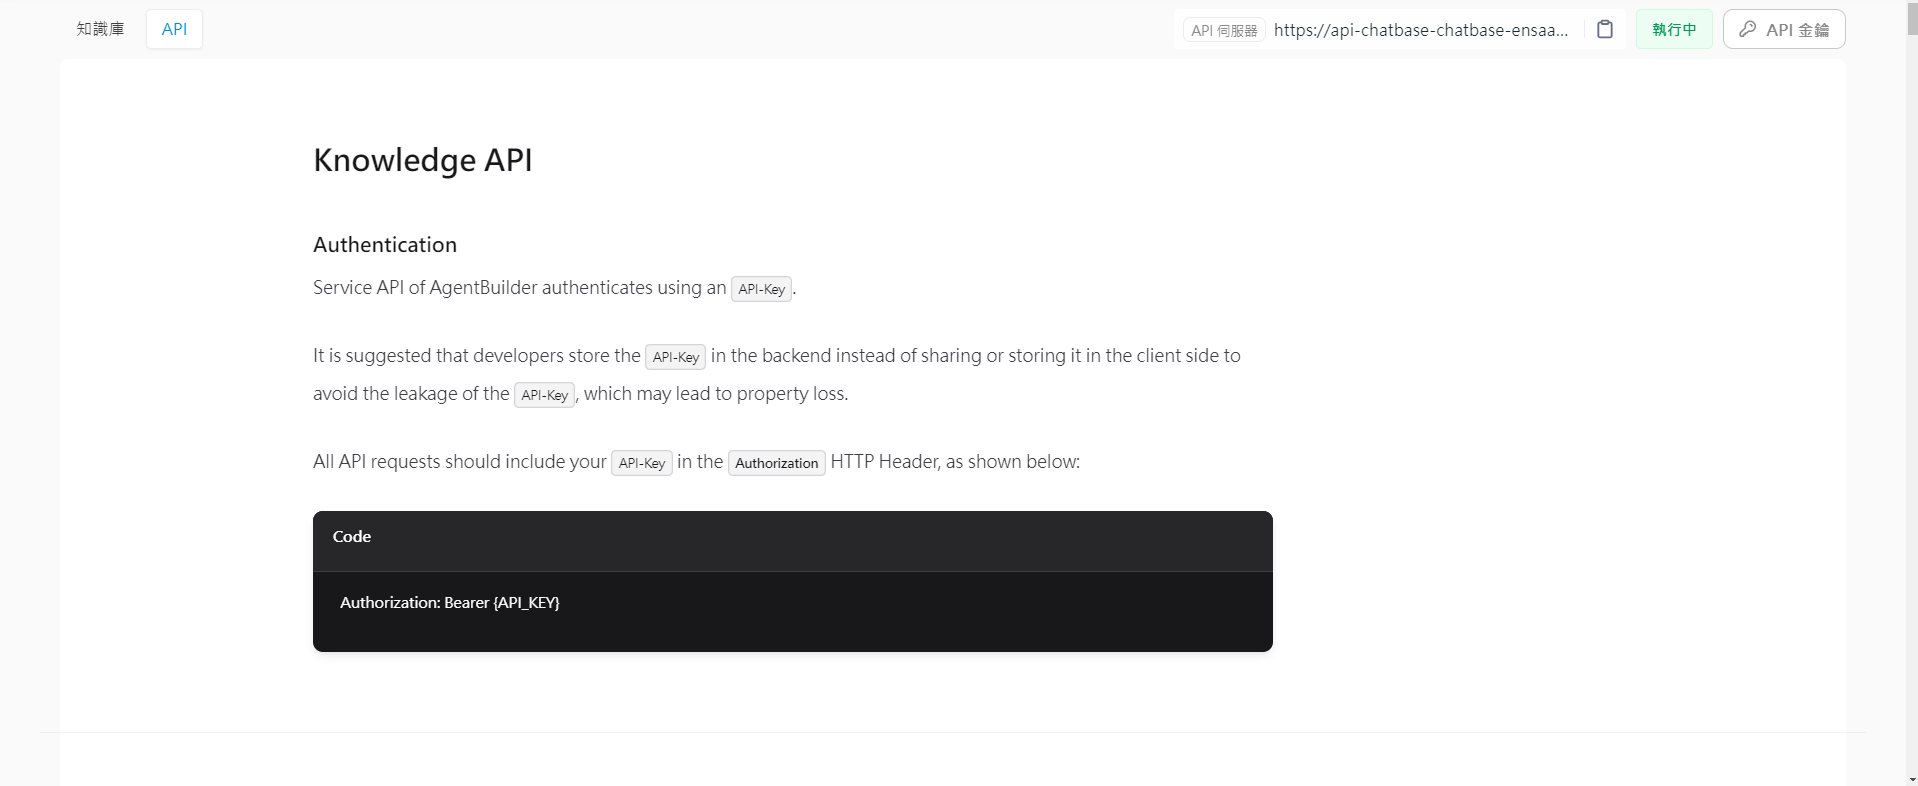 知識庫
API
API 伺服器
https://api-chatbase-chatbase-ensaa...
執行中
API 金鑰
Knowledge API
Authentication
Service API of AgentBuilder authenticates using an API-Key.
It is suggested that developers store the API-Key in the backend instead of sharing or storing it in the client side to
avoid the leakage of the API-Key, which may lead to property loss.
All API requests should include your API-Key in the Authorization HTTP Header, as shown below:
Code
Authorization: Bearer {API_KEY}